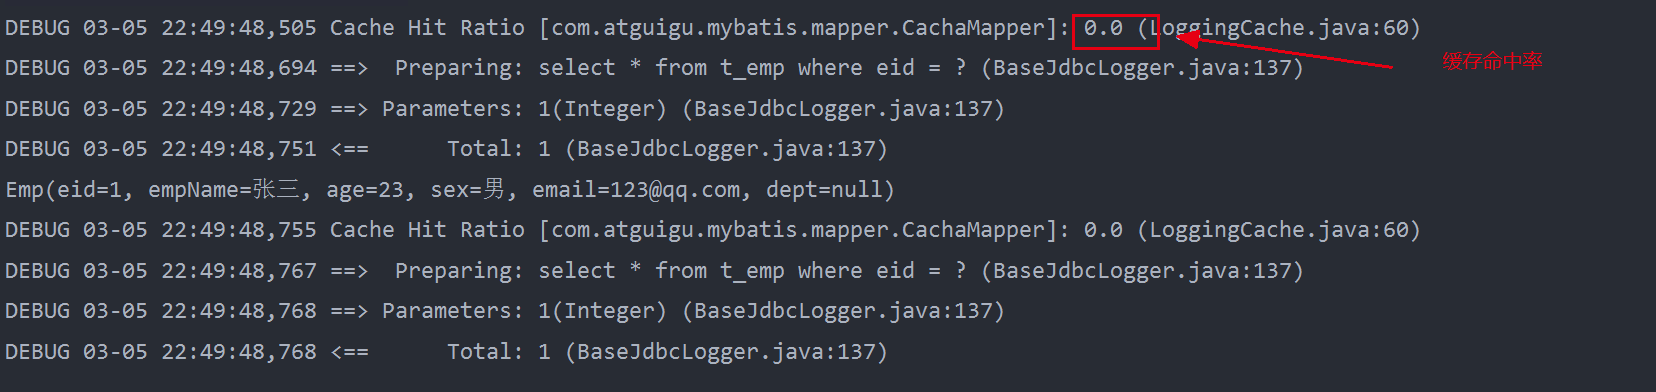 DEBUG 03-05 22:49:48,505 Cache Hit Ratio [com.atguigu.mybatis.mapper.CachaMapper]: 0.0 (LoggingCache.java:60)
缓存命中率
DEBUG 03-05 22:49:48,694 ==>  Preparing: select * from t_emp where eid = ? (BaseJdbcLogger.java:137)
DEBUG 03-05 22:49:48,729 ==> Parameters: 1(Integer) (BaseJdbcLogger.java:137)
DEBUG 03-05 22:49:48,751 <==      Total: 1 (BaseJdbcLogger.java:137)
Emp(eid=1, empName=张三, age=23, sex=男, email=123@qq.com, dept=null)
DEBUG 03-05 22:49:48,755 Cache Hit Ratio [com.atguigu.mybatis.mapper.CachaMapper]: 0.0 (LoggingCache.java:60)
DEBUG 03-05 22:49:48,767 ==>  Preparing: select * from t_emp where eid = ? (BaseJdbcLogger.java:137)
DEBUG 03-05 22:49:48,768 ==> Parameters: 1(Integer) (BaseJdbcLogger.java:137)
DEBUG 03-05 22:49:48,768 <==      Total: 1 (BaseJdbcLogger.java:137)